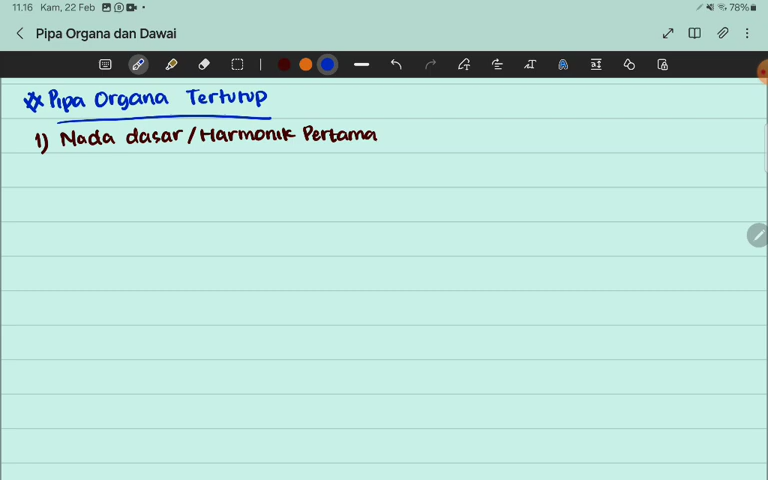 11.16 Kam, 22 Feb
78%
Pipa Organa dan Dawai
Pipa Organa Tertutup
1) Nada dasar/Harmonik Pertama